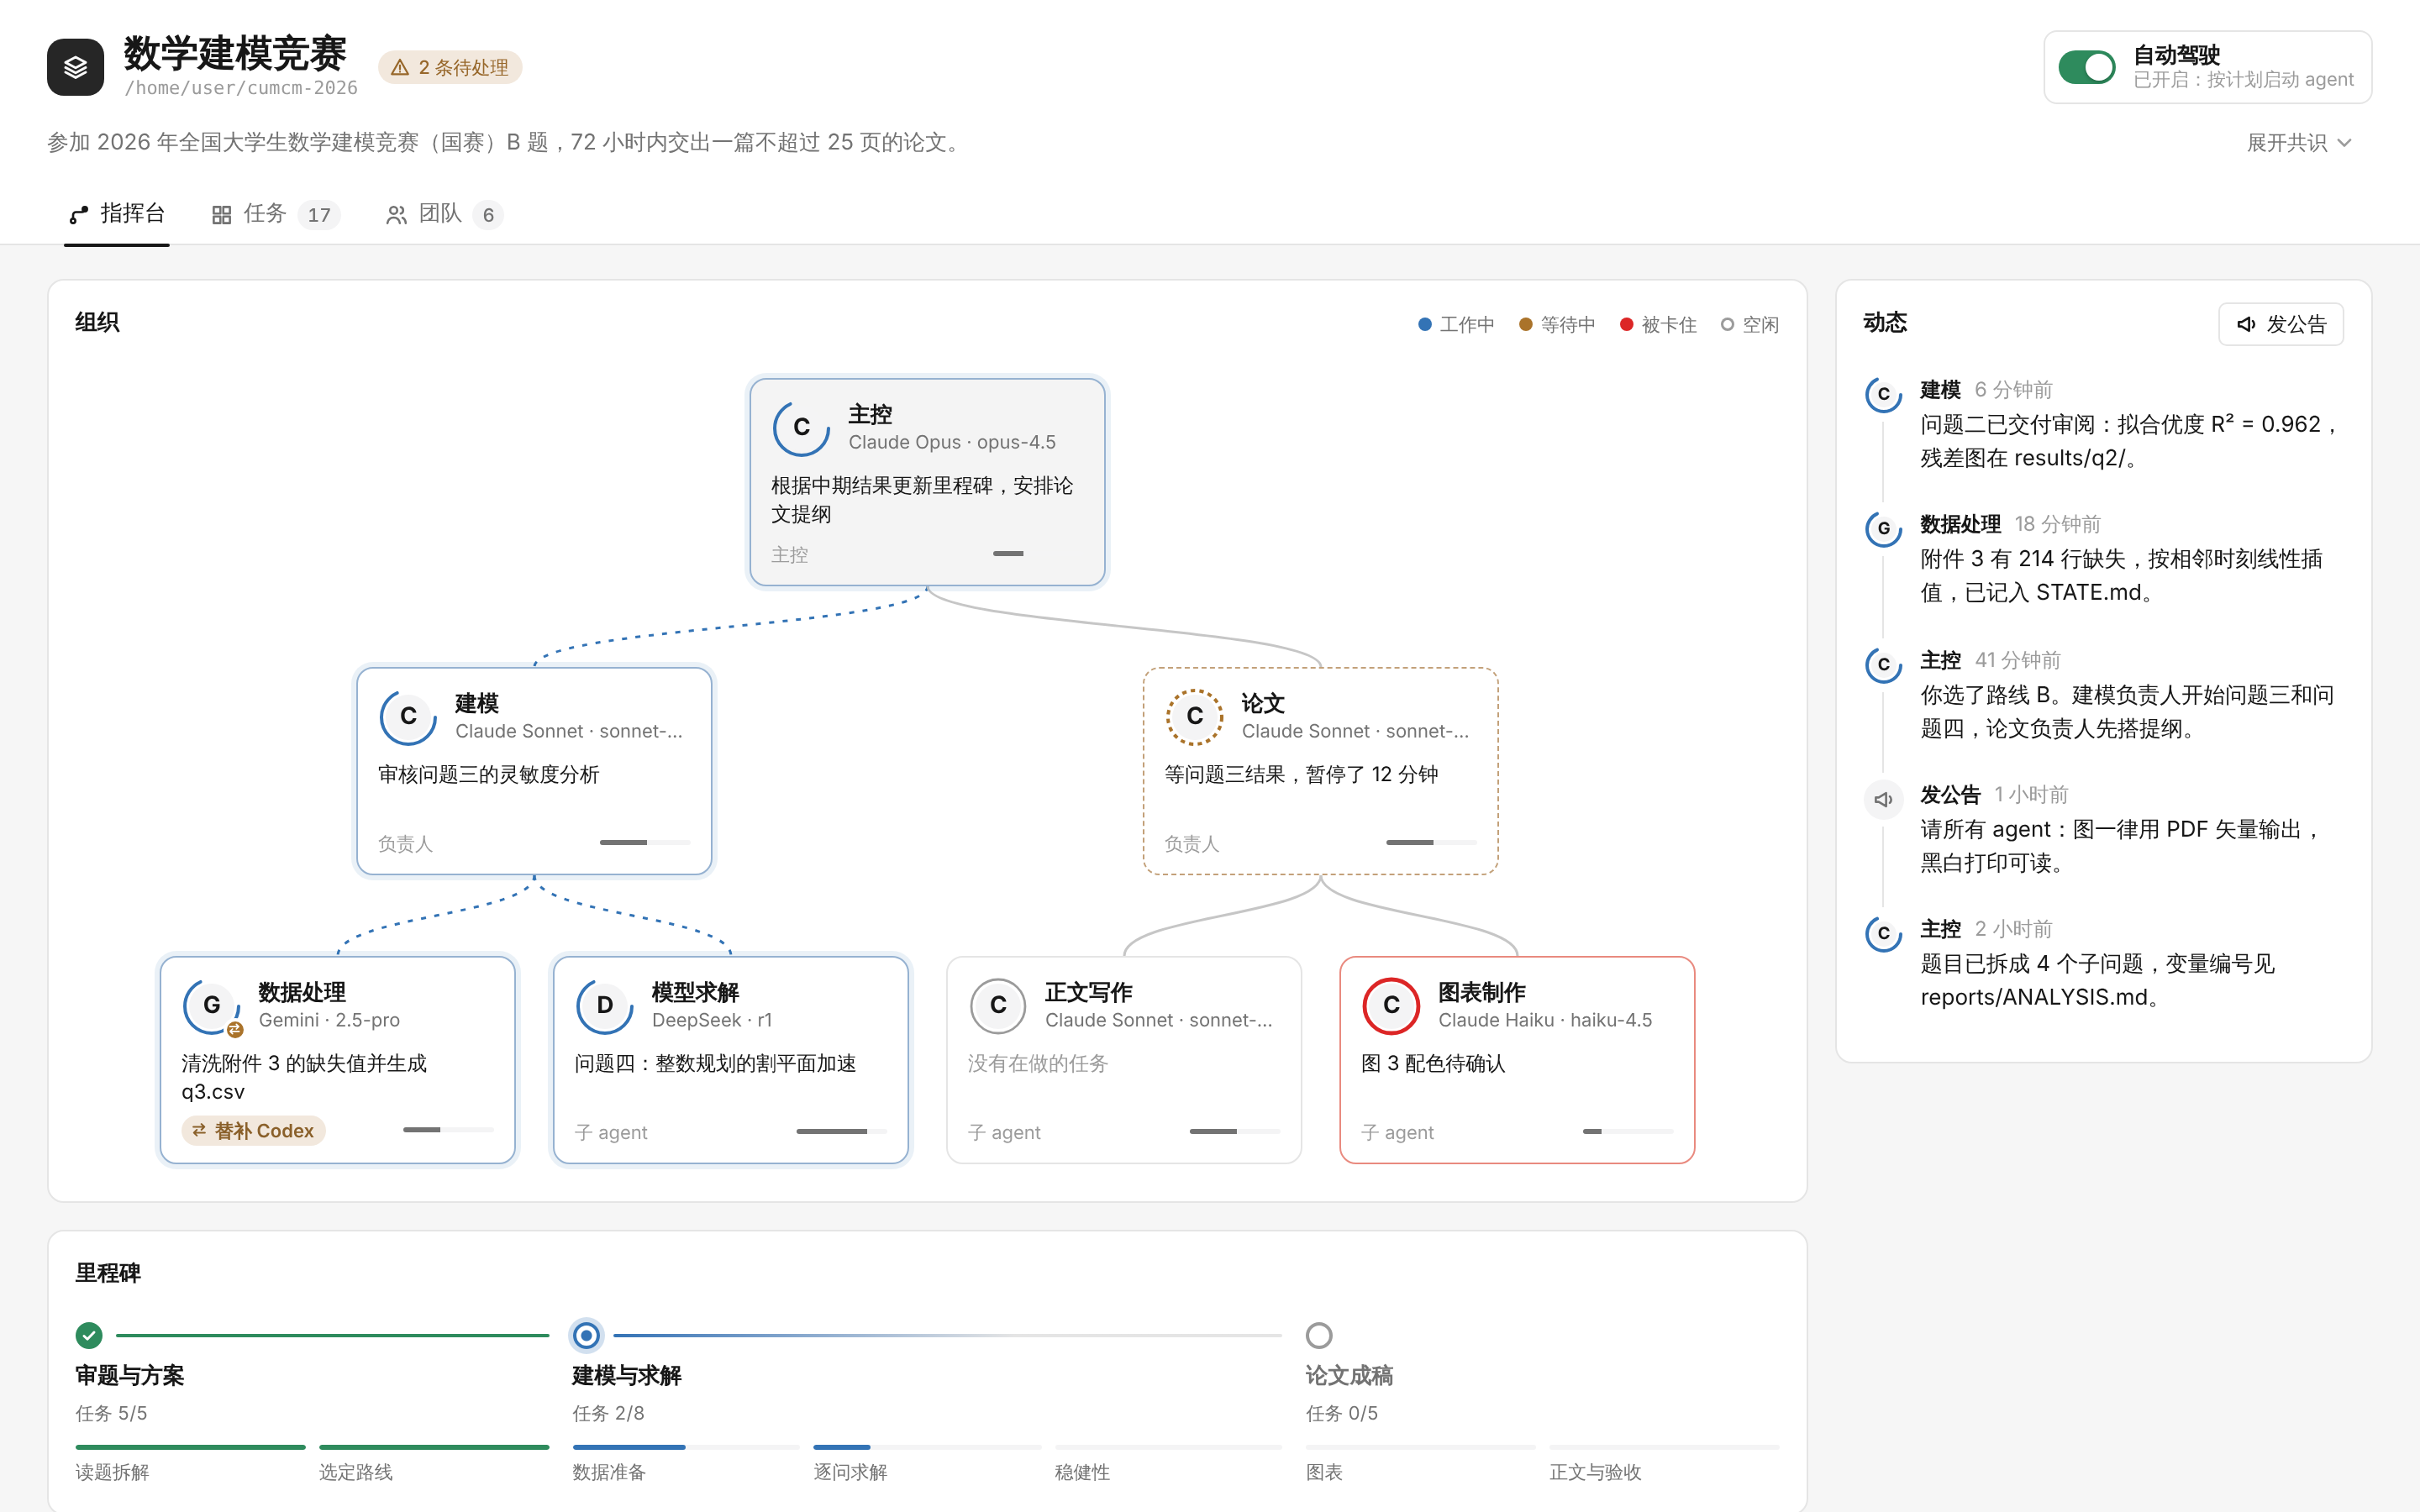 数学建模竞赛
/home/user/cumcm-2026
2 条待处理
自动驾驶
已开启：按计划启动 agent
参加 2026 年全国大学生数学建模竞赛（国赛）B 题，72 小时内交出一篇不超过 25 页的论文。
展开共识
指挥台
任务 17
团队 6
组织
工作中
等待中
被卡住
空闲
C
主控
Claude Opus · opus-4.5
根据中期结果更新里程碑，安排论
文提纲
主控
C
建模
Claude Sonnet · sonnet-...
审核问题三的灵敏度分析
负责人
C
论文
Claude Sonnet · sonnet-...
等问题三结果，暂停了 12 分钟
负责人
G
数据处理
Gemini · 2.5-pro
清洗附件 3 的缺失值并生成
q3.csv
替补 Codex
D
模型求解
DeepSeek · r1
问题四：整数规划的割平面加速
子 agent
C
正文写作
Claude Sonnet · sonnet-...
没有在做的任务
子 agent
C
图表制作
Claude Haiku · haiku-4.5
图 3 配色待确认
子 agent
动态
发公告
C
建模 6 分钟前
问题二已交付审阅：拟合优度 R² = 0.962，
残差图在 results/q2/。
G
数据处理 18 分钟前
附件 3 有 214 行缺失，按相邻时刻线性插
值，已记入 STATE.md。
C
主控 41 分钟前
你选了路线 B。建模负责人开始问题三和问
题四，论文负责人先搭提纲。
发公告 1 小时前
请所有 agent：图一律用 PDF 矢量输出，
黑白打印可读。
C
主控 2 小时前
题目已拆成 4 个子问题，变量编号见
reports/ANALYSIS.md。
里程碑
审题与方案
任务 5/5
读题拆解
选定路线
建模与求解
任务 2/8
数据准备
逐问求解
稳健性
论文成稿
任务 0/5
图表
正文与验收